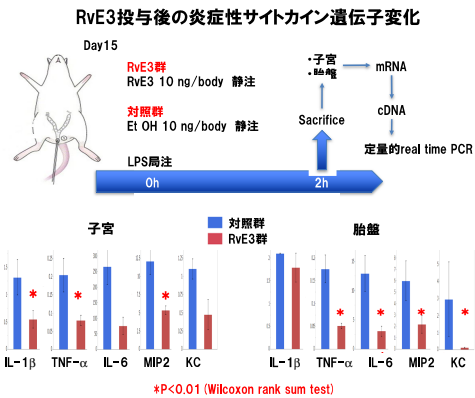 RvE3投与後の炎症性サイトカイン遺伝子変化
Day15
RvE3群
RvE3 10 ng/body 静注
対照群
Et OH 10 ng/body 静注
LPS局注
0h
2h
Sacrifice
・子宮
・胎盤
mRNA
cDNA
定量的real time PCR
子宮
対照群
RvE3群
胎盤
* * *
* * * *
IL-1β TNF-α IL-6 MIP2 KC
IL-1β TNF-α IL-6 MIP2 KC
*P<0.01 (Wilcoxon rank sum test)